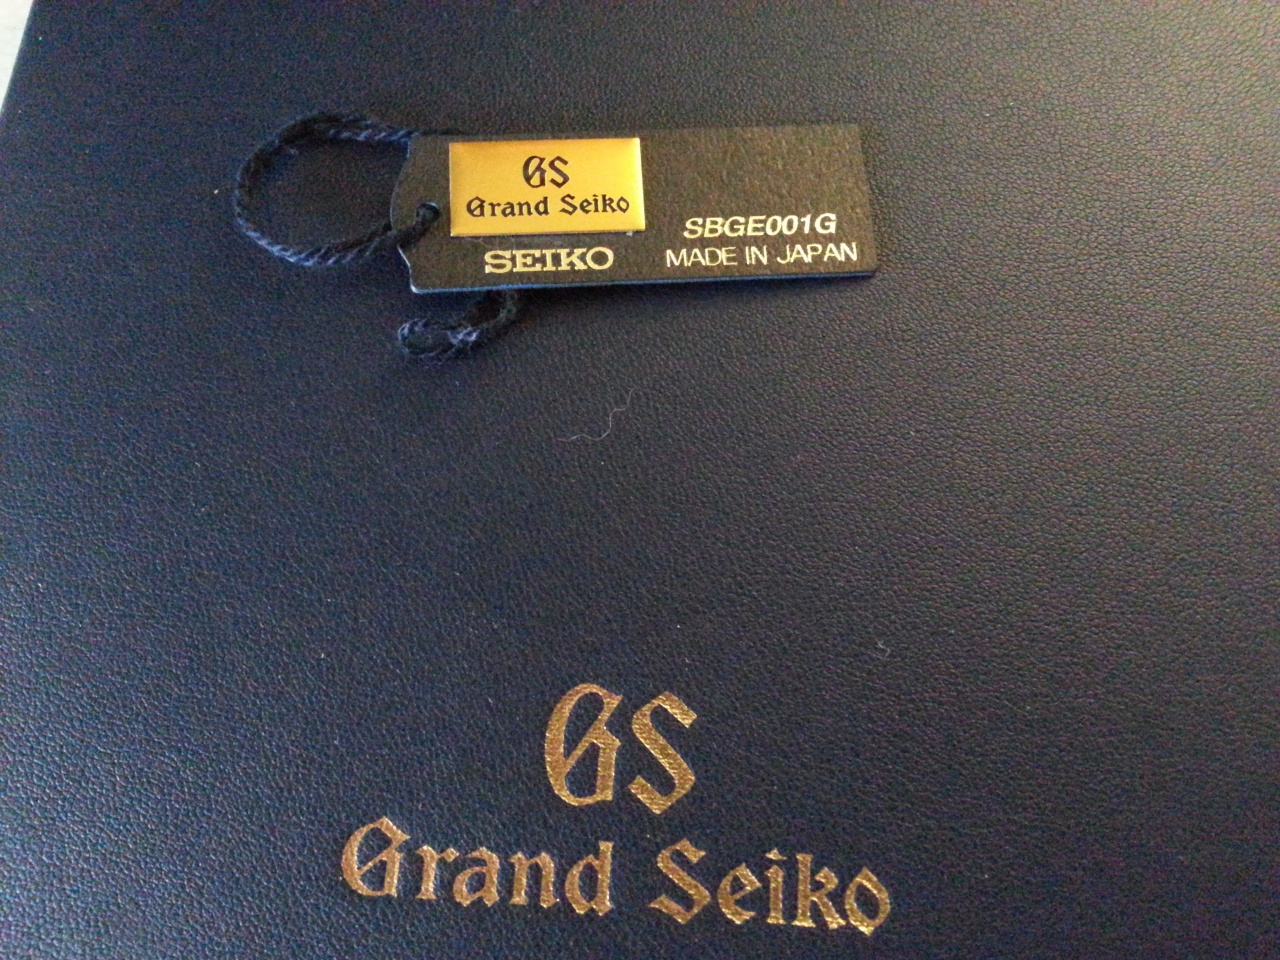 GS
Grand Seiko
SEIKO
SBGE001G
MADE IN JAPAN
GS
Grand Seiko